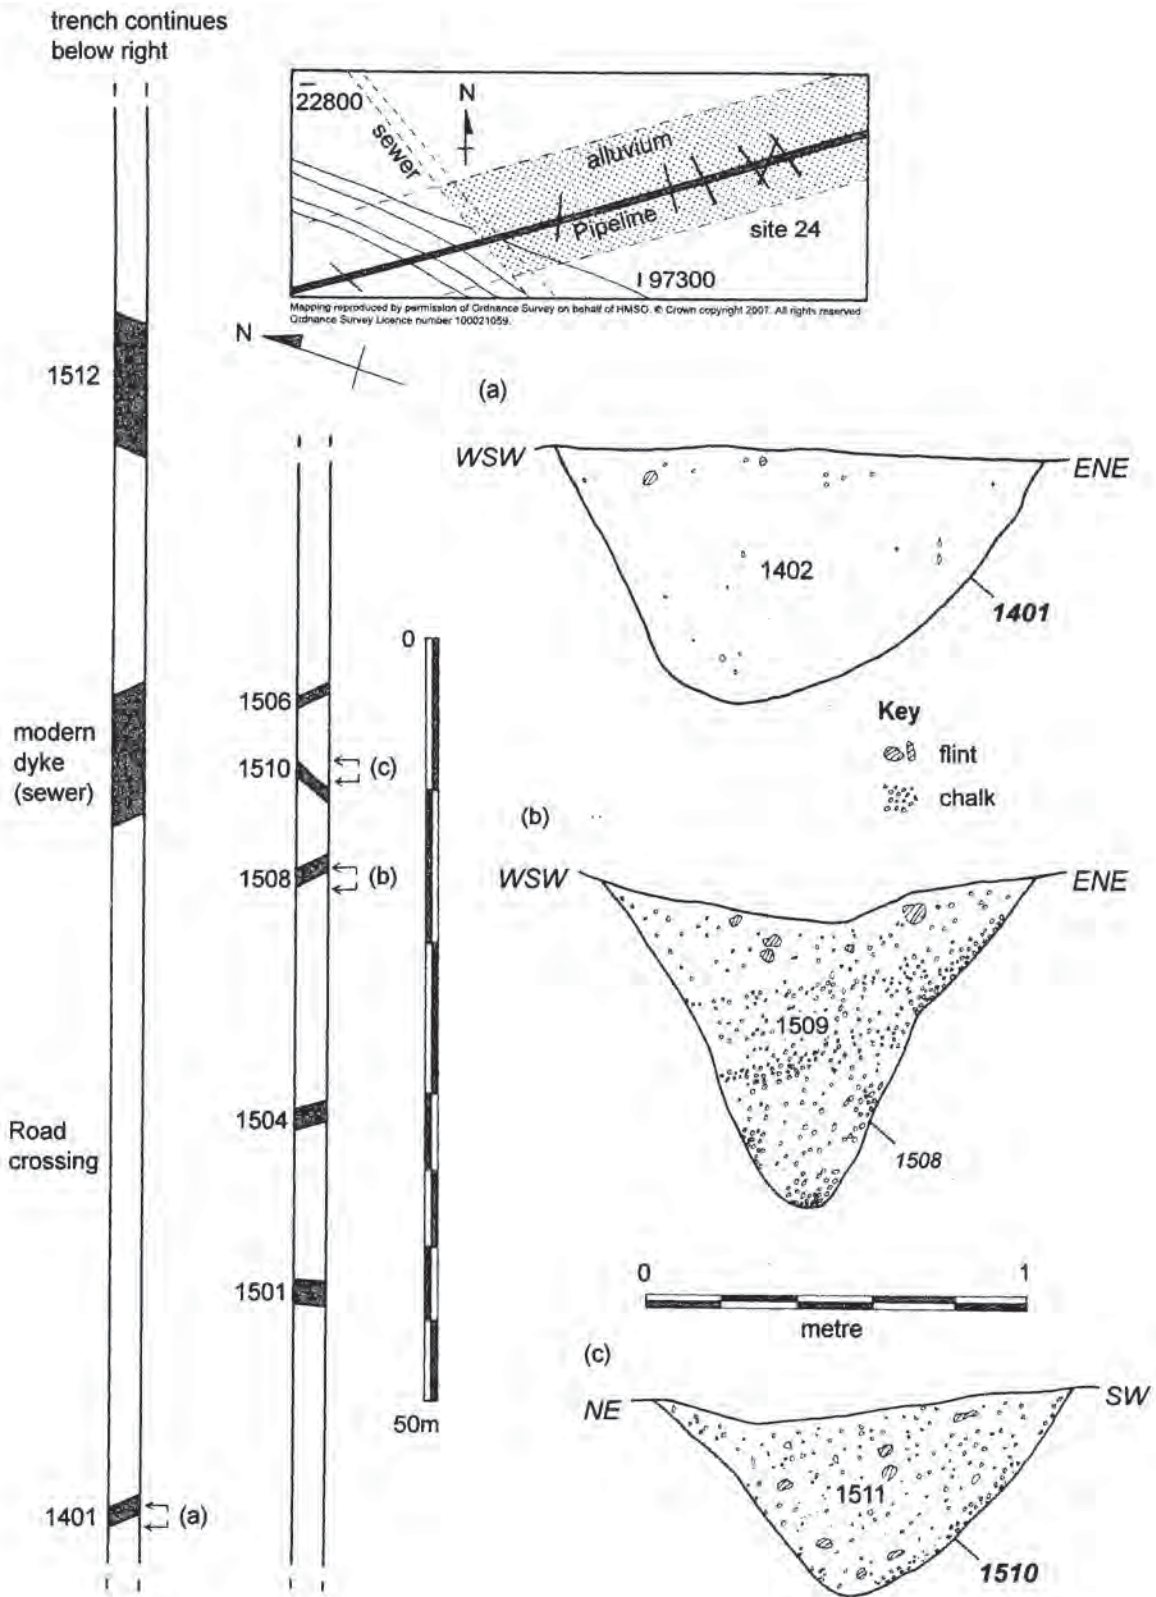 trench continues
below right
22800
N
sewer
alluvium
Pipeline
site 24
197300
Mapping reproduced by permission of Ordnance Survey on behalf of HMSO. © Crown copyright 2007. All rights reserved
Ordnance Survey Licence number 100021059.
N
1512
modern
dyke
(sewer)
Road
crossing
1401
(a)
1506
1510
(c)
1508
(b)
1504
1501
0
50m
(a)
WSW
ENE
1402
1401
Key
flint
chalk
(b)
WSW
ENE
1509
1508
0
1
metre
(c)
NE
SW
1511
1510